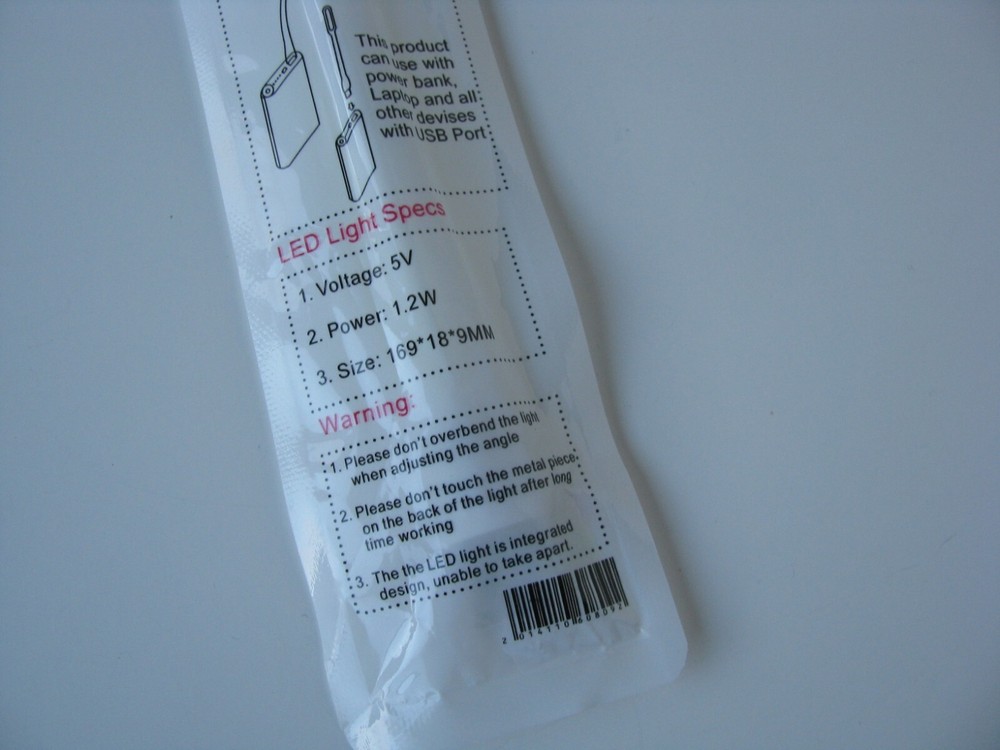 This product
can use with
power bank,
Laptop and all
other devises
with USB Port
LED Light Specs
1. Voltage: 5V
2. Power: 1.2W
3. Size: 169*18*9MM
Warning:
1. Please don't overbend the light
when adjusting the angle
2. Please don't touch the metal piece
on the back of the light after long
time working
3. The the LED light is integrated
design, unable to take apart.
2 014110 608092